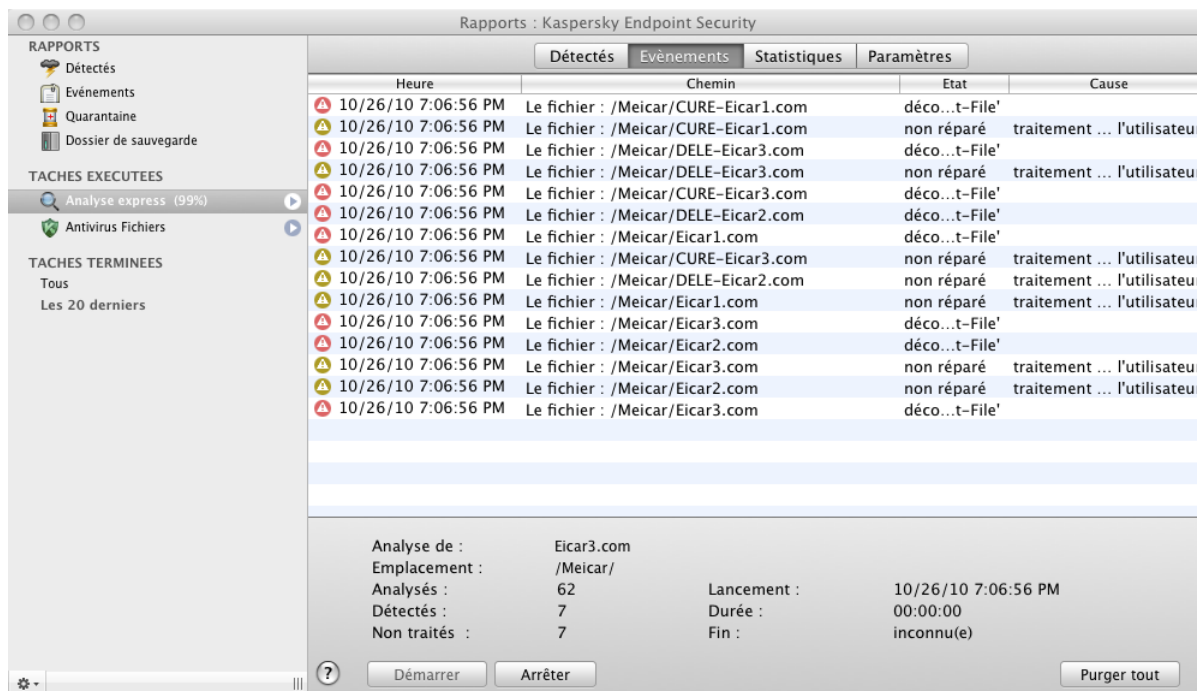 Rapports : Kaspersky Endpoint Security
RAPPORTS
Détectés
Evénements
Quarantaine
Dossier de sauvegarde
TACHES EXECUTEES
Analyse express (99%)
Antivirus Fichiers
TACHES TERMINEES
Tous
Les 20 derniers
Détectés Evènements Statistiques Paramètres
Heure Chemin Etat Cause
10/26/10 7:06:56 PM Le fichier : /Meicar/CURE-Eicar1.com déco...t-File'
10/26/10 7:06:56 PM Le fichier : /Meicar/CURE-Eicar1.com non réparé traitement ... l'utilisateur
10/26/10 7:06:56 PM Le fichier : /Meicar/DELE-Eicar3.com déco...t-File'
10/26/10 7:06:56 PM Le fichier : /Meicar/DELE-Eicar3.com non réparé traitement ... l'utilisateur
10/26/10 7:06:56 PM Le fichier : /Meicar/CURE-Eicar3.com déco...t-File'
10/26/10 7:06:56 PM Le fichier : /Meicar/DELE-Eicar2.com déco...t-File'
10/26/10 7:06:56 PM Le fichier : /Meicar/Eicar1.com déco...t-File'
10/26/10 7:06:56 PM Le fichier : /Meicar/CURE-Eicar3.com non réparé traitement ... l'utilisateur
10/26/10 7:06:56 PM Le fichier : /Meicar/DELE-Eicar2.com non réparé traitement ... l'utilisateur
10/26/10 7:06:56 PM Le fichier : /Meicar/Eicar1.com non réparé traitement ... l'utilisateur
10/26/10 7:06:56 PM Le fichier : /Meicar/Eicar3.com déco...t-File'
10/26/10 7:06:56 PM Le fichier : /Meicar/Eicar2.com déco...t-File'
10/26/10 7:06:56 PM Le fichier : /Meicar/Eicar3.com non réparé traitement ... l'utilisateur
10/26/10 7:06:56 PM Le fichier : /Meicar/Eicar2.com non réparé traitement ... l'utilisateur
10/26/10 7:06:56 PM Le fichier : /Meicar/Eicar3.com déco...t-File'
Analyse de : Eicar3.com
Emplacement : /Meicar/
Analysés : 62 Lancement : 10/26/10 7:06:56 PM
Détectés : 7 Durée : 00:00:00
Non traités : 7 Fin : inconnu(e)
? Démarrer Arrêter Purger tout